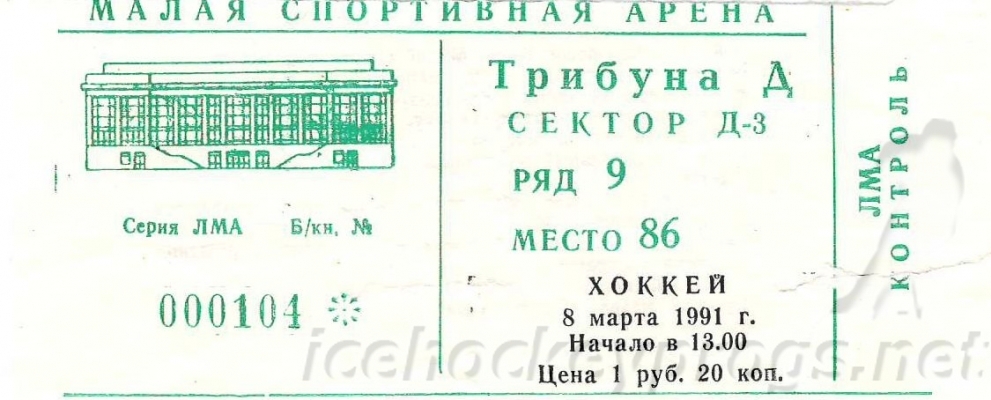 МАЛАЯ СПОРТИВНАЯ АРЕНА
Серия ЛМА Б/кн. №
000104 *
Трибуна Д
СЕКТОР Д-3
РЯД 9
МЕСТО 86
ХОККЕЙ
8 марта 1991 г.
Начало в 13.00
Цена 1 руб. 20 коп.
ЛМА
КОНТРОЛЬ
icehockeyprogs.net